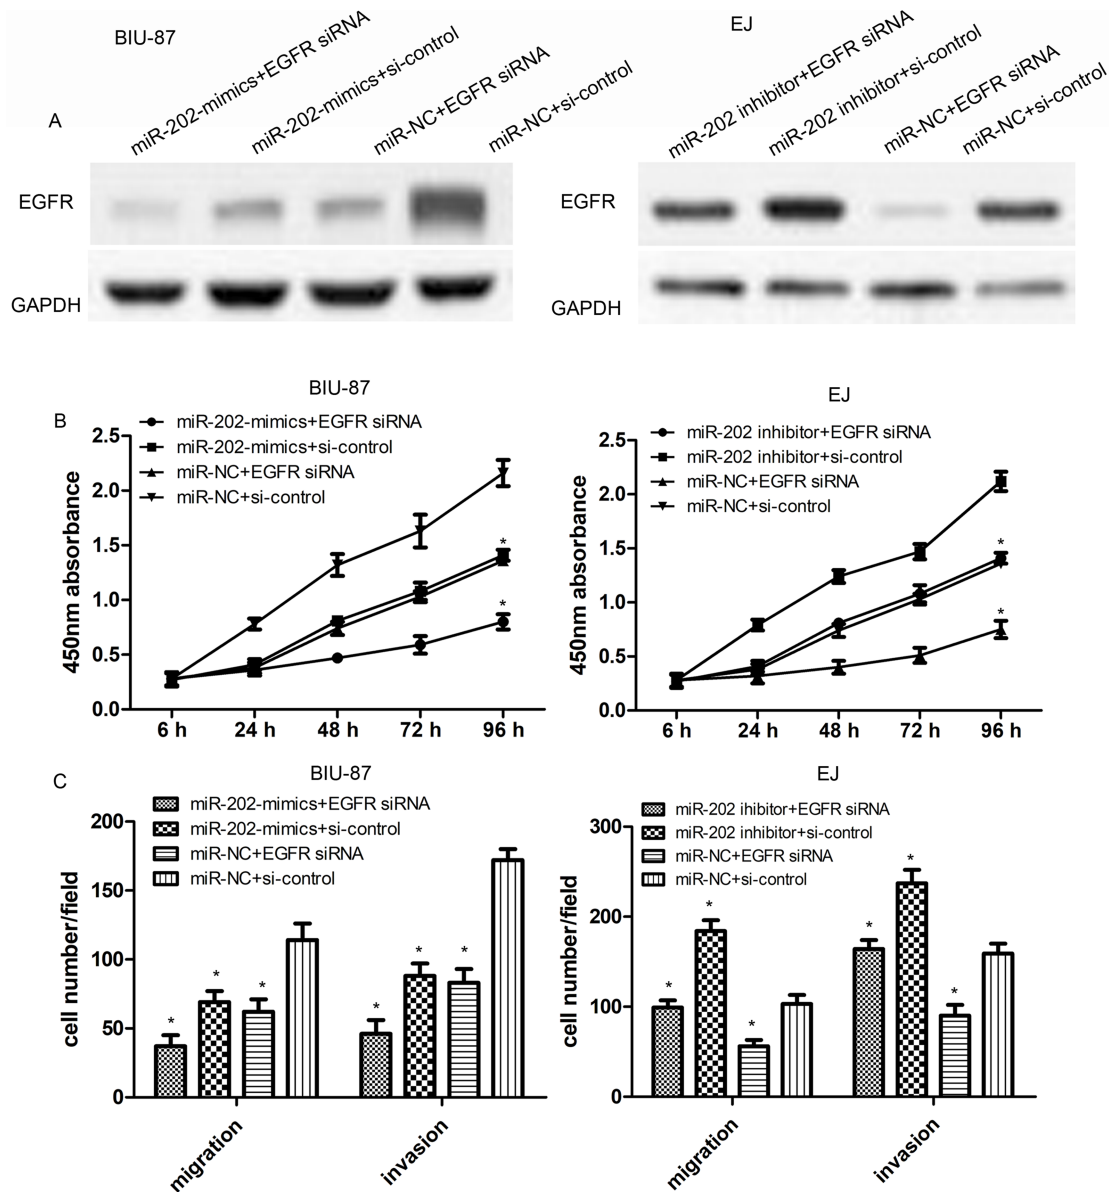 BIU-87
EJ
A
miR-202-mimics+EGFR siRNA
miR-202-mimics+si-control
miR-NC+EGFR siRNA
miR-NC+si-control
miR-202 inhibitor+EGFR siRNA
miR-202 inhibitor+si-control
miR-NC+EGFR siRNA
miR-NC+si-control
EGFR
EGFR
GAPDH
GAPDH
B
BIU-87
miR-202-mimics+EGFR siRNA
miR-202-mimics+si-control
miR-NC+EGFR siRNA
miR-NC+si-control
450nm absorbance
2.5
2.0
1.5
1.0
0.5
0.0
* 
*
6 h 24 h 48 h 72 h 96 h
EJ
miR-202 inhibitor+EGFR siRNA
miR-202 inhibitor+si-control
miR-NC+EGFR siRNA
miR-NC+si-control
450nm absorbance
2.5
2.0
1.5
1.0
0.5
0.0
*
*
6 h 24 h 48 h 72 h 96 h
C
BIU-87
miR-202-mimics+EGFR siRNA
miR-202-mimics+si-control
miR-NC+EGFR siRNA
miR-NC+si-control
cell number/field
200
150
100
50
0
* * * * * *
migration invasion
EJ
miR-202 ihibitor+EGFR siRNA
miR-202 inhibitor+si-control
miR-NC+EGFR siRNA
miR-NC+si-control
cell number/field
300
200
100
0
* * * * * *
migration invasion